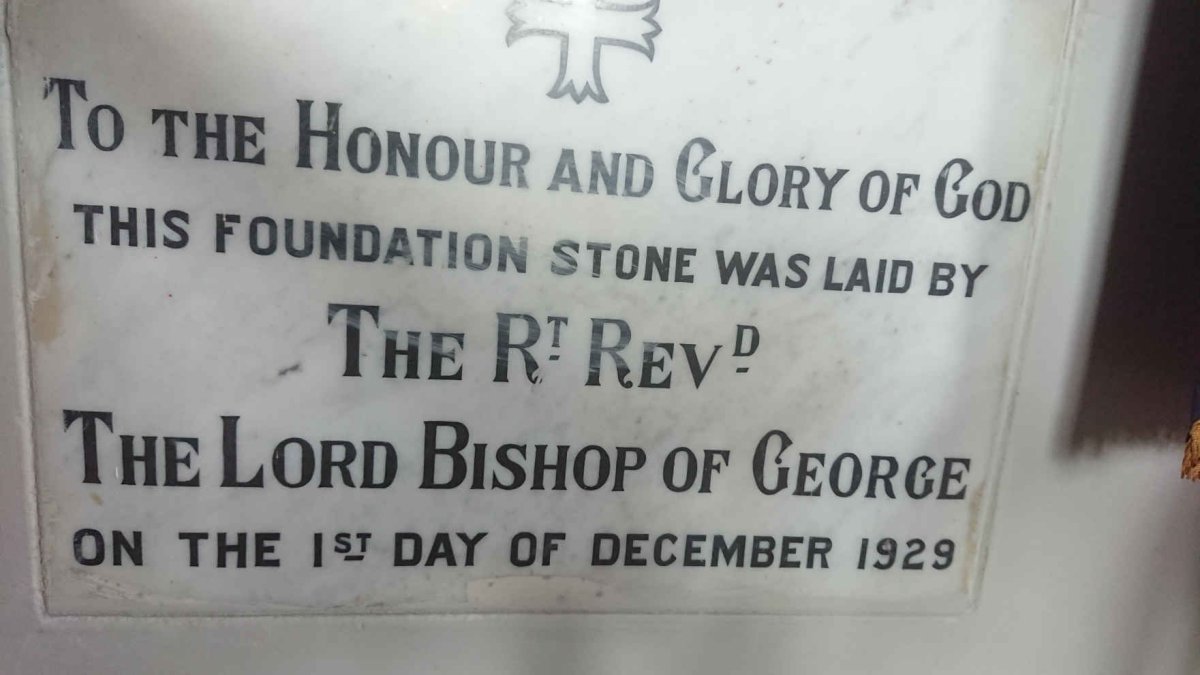 To the Honour and Glory of God
THIS FOUNDATION STONE WAS LAID BY
The Rt. Revd.
The Lord Bishop of George
ON THE 1ST DAY OF DECEMBER 1929